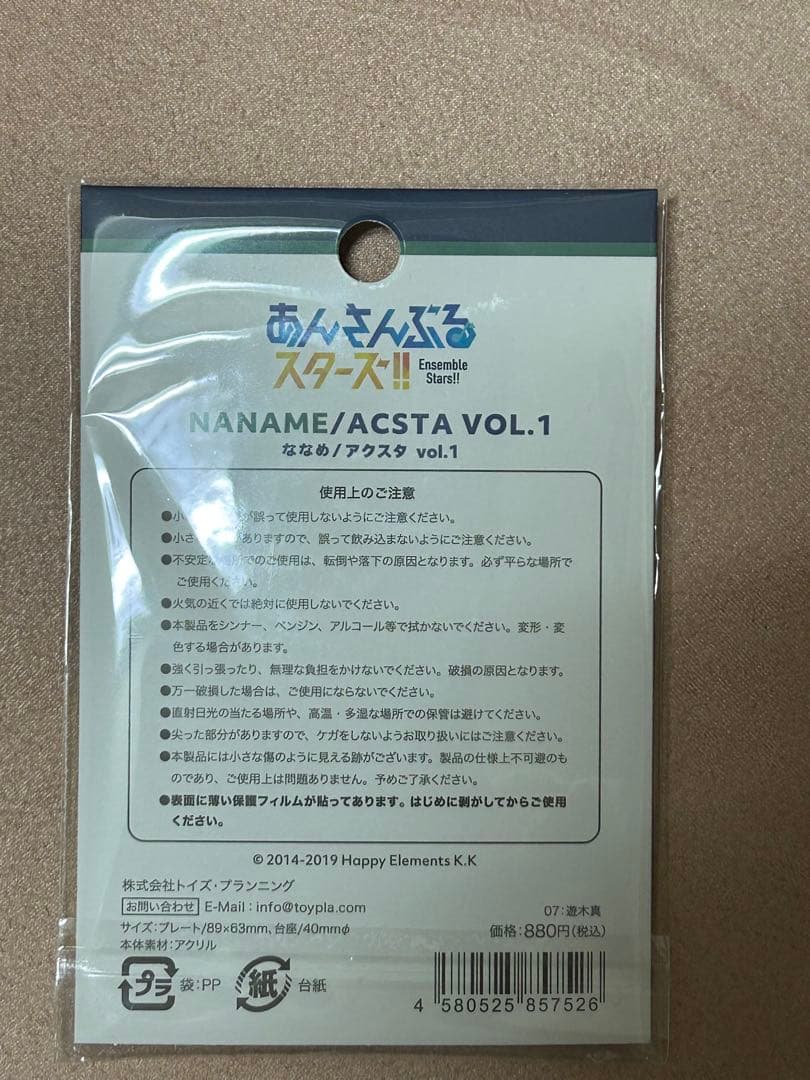 あんさんぶる
スターズ!!
Ensemble
Stars!!
NANAME/ACSTA VOL.1
ななめ/アクスタ vol.1
使用上のご注意
●小 が誤って使用しないようにご注意ください。
●小さ がありますので、誤って飲み込まないようにご注意ください。
●不安定な場所でのご使用は、転倒や落下の原因となります。必ず平らな場所で
ご使用ください。
●火気の近くでは絶対に使用しないでください。
●本製品をシンナー、ベンジン、アルコール等で拭かないでください。変形・変
色する場合があります。
●強く引っ張ったり、無理な負担をかけないでください。破損の原因となります。
●万一破損した場合は、ご使用にならないでください。
●直射日光の当たる場所や、高温・多湿な場所での保管は避けてください。
●尖った部分がありますので、ケガをしないようお取り扱いにはご注意ください。
●本製品には小さな傷のように見える跡がございます。製品の仕様上不可避のも
のであり、ご使用上は問題ありません。予めご了承ください。
●表面に薄い保護フィルムが貼ってあります。はじめに剥がしてからご使用
ください。
© 2014-2019 Happy Elements K.K
株式会社トイズ・プランニング
お問い合わせ E-Mail : info@toypla.com
サイズ:プレート/89×63mm、台座/40mmφ
本体素材:アクリル
07:遊木真
価格:880円(税込)
プラ 袋:PP 紙 台紙
4 580525 857526